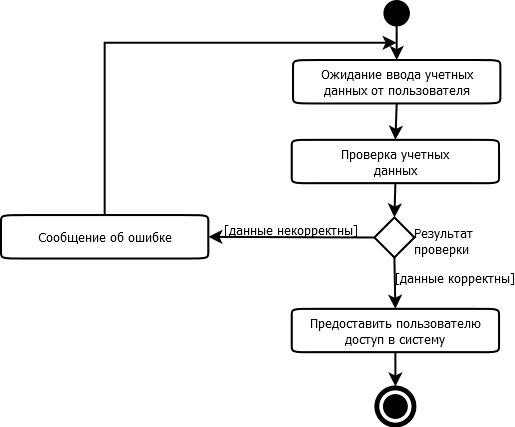 Ожидание ввода учетных
данных от пользователя
Проверка учетных
данных
[данные некорректны]
Результат
проверки
Сообщение об ошибке
[данные корректны]
Предоставить пользователю
доступ в систему